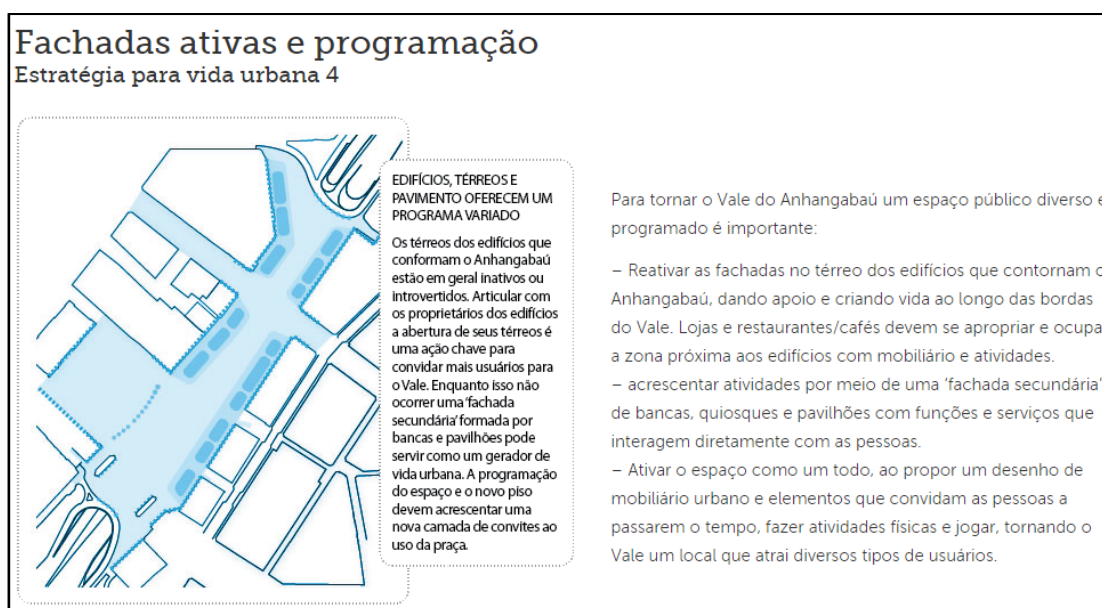 Fachadas ativas e programação
Estratégia para vida urbana 4
EDIFÍCIOS, TÉRREOS E
PAVIMENTO OFERECEM UM
PROGRAMA VARIADO
Os térreos dos edifícios que
conformam o Anhangabaú
estão em geral inativos ou
introvertidos. Articular com
os proprietários dos edifícios
a abertura de seus térreos é
uma ação chave para
convidar mais usuários para
o Vale. Enquanto isso não
ocorrer uma ‘fachada
secundária’ formada por
bancas e pavilhões pode
servir como um gerador de
vida urbana. A programação
do espaço e o novo piso
devem acrescentar uma
nova camada de convites ao
uso da praça.
Para tornar o Vale do Anhangabaú um espaço público diverso e
programado é importante:
– Reativar as fachadas no térreo dos edifícios que contornam o
Anhangabaú, dando apoio e criando vida ao longo das bordas
do Vale. Lojas e restaurantes/cafés devem se apropriar e ocupa
a zona próxima aos edifícios com mobiliário e atividades.
– acrescentar atividades por meio de uma ‘fachada secundária’
de bancas, quiosques e pavilhões com funções e serviços que
interagem diretamente com as pessoas.
– Ativar o espaço como um todo, ao propor um desenho de
mobiliário urbano e elementos que convidam as pessoas a
passarem o tempo, fazer atividades físicas e jogar, tornando o
Vale um local que atrai diversos tipos de usuários.